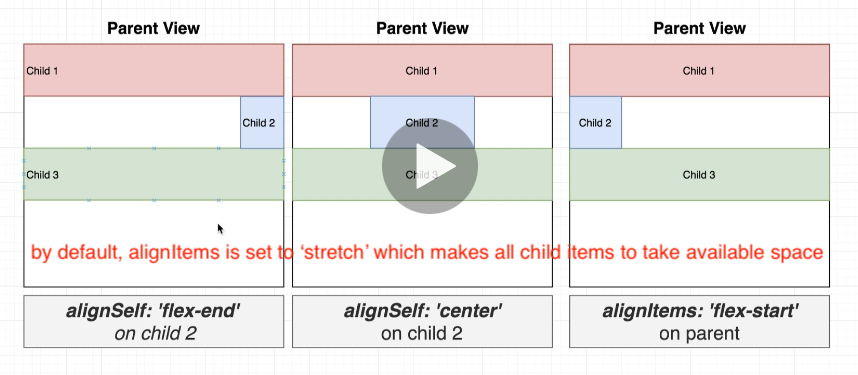 Parent View
Child 1
Child 2
Child 3
alignSelf: 'flex-end'
on child 2
Parent View
Child 1
Child 2
Child 3
alignSelf: 'center'
on child 2
Parent View
Child 1
Child 2
Child 3
alignItems: 'flex-start'
on parent
by default, alignItems is set to ‘stretch’ which makes all child items to take available space